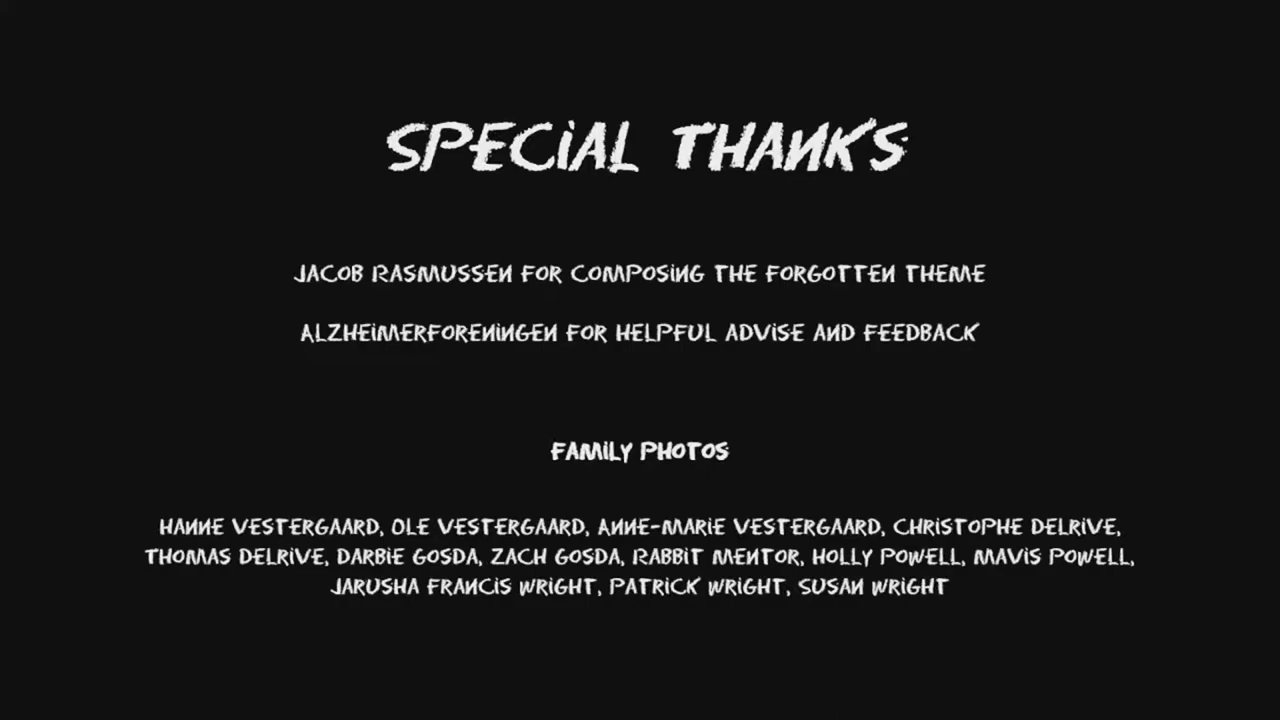 SPECIAL THANKS
JACOB RASMUSSEN FOR COMPOSING THE FORGOTTEN THEME
ALZHEIMERFORENINGEN FOR HELPFUL ADVISE AND FEEDBACK
FAMILY PHOTOS
HANNE VESTERGAARD, OLE VESTERGAARD, ANNE-MARIE VESTERGAARD, CHRISTOPHE DELRIVE,
THOMAS DELRIVE, DARBIE GOSDA, ZACH GOSDA, RABBIT MENTOR, HOLLY POWELL, MAVIS POWELL,
JARUSHA FRANCIS WRIGHT, PATRICK WRIGHT, SUSAN WRIGHT